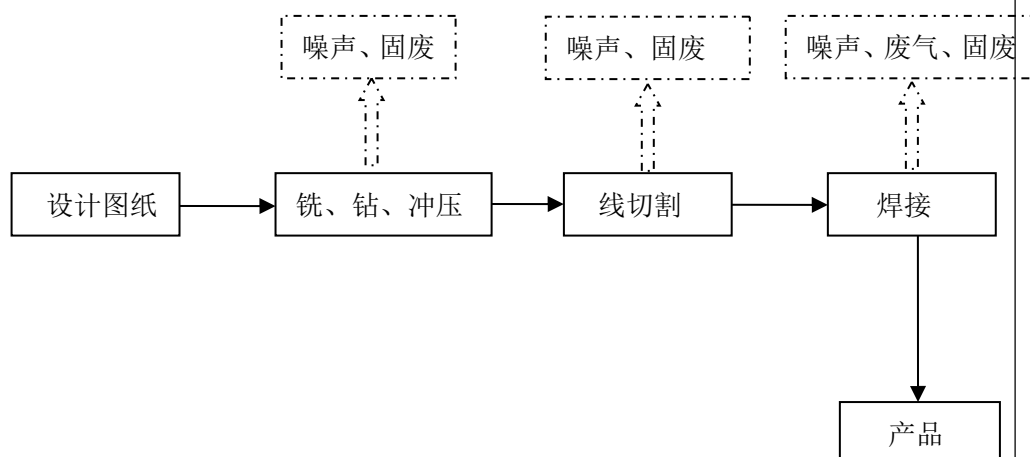 噪声、固废
噪声、固废
噪声、废气、固废
设计图纸
铣、钻、冲压
线切割
焊接
产品